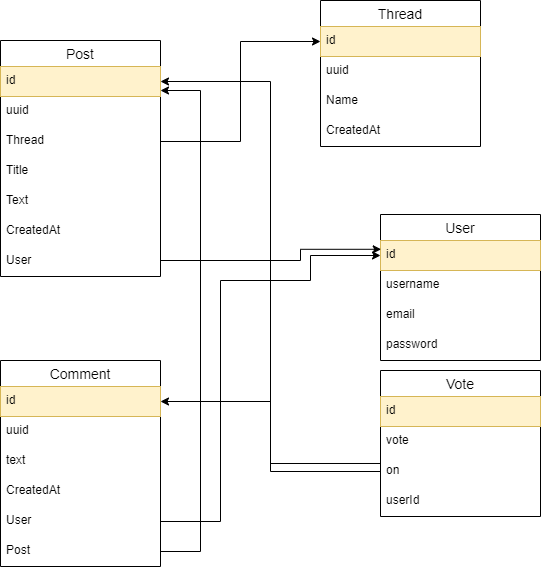 Thread
id
uuid
Name
CreatedAt
Post
id
uuid
Thread
Title
Text
CreatedAt
User
User
id
username
email
password
Comment
id
uuid
text
CreatedAt
User
Post
Vote
id
vote
on
userId